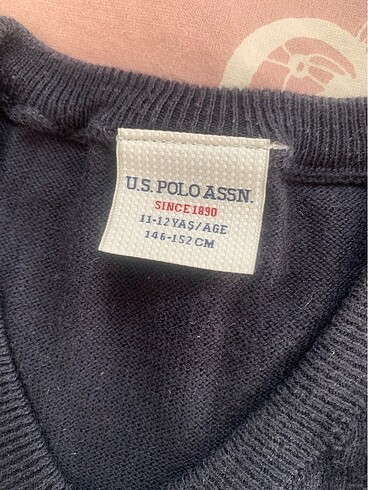 U.S. POLO ASSN.
SINCE 1890
11-12 YAŞ/AGE
146-152 CM